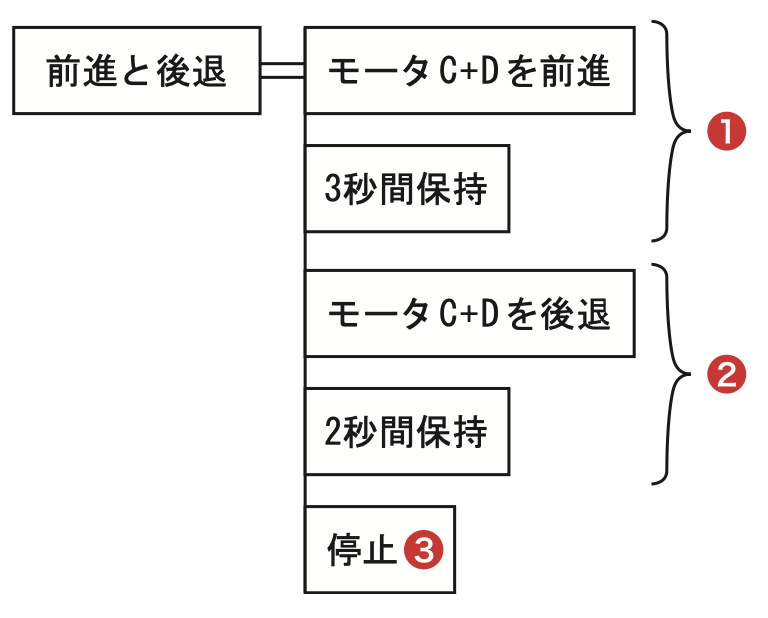 前進と後退
モータC+Dを前進
3秒間保持
❶
モータC+Dを後退
2秒間保持
❷
停止❸